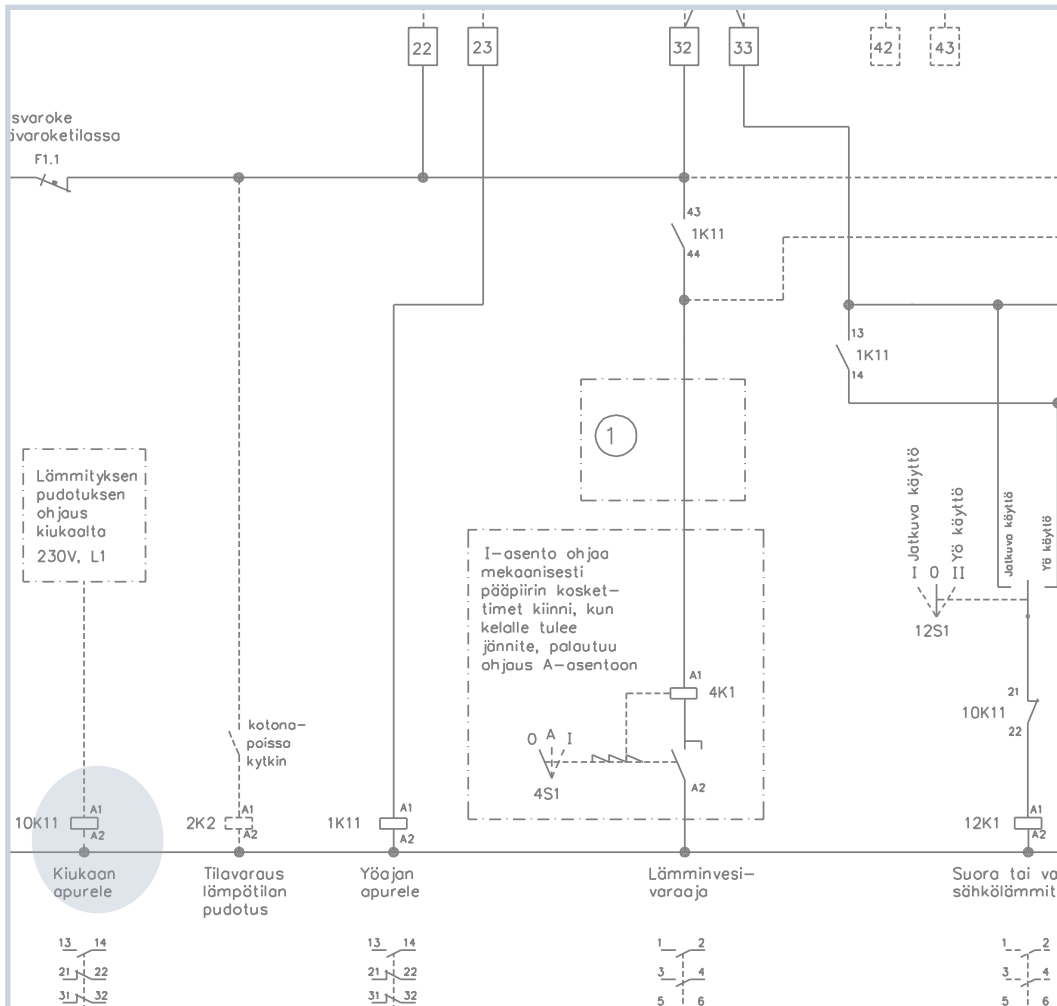 22
23
32
33
42
43
svaroke
ävaroketilassa
F1.1
43
1K11
44
13
1K11
14
1
Lämmityksen
pudotuksen
ohjaus
kiukaalta
230V, L1
I-asento ohjaa
mekaanisesti
pääpiirin kosket-
timet kiinni, kun
kelalle tulee
jännite, palautuu
ohjaus A-asentoon
Jatkuva käyttö
Yö käyttö
I 0 II
12S1
Jatkuva käyttö
Yö käyttö
A1
4K1
0 A I
4S1
A2
21
10K11
22
kotona-
poissa
kytkin
10K11
A1
A2
2K2
A1
A2
1K11
A1
A2
12K1
A1
A2
Kiukaan
apurele
Tilavaraus
lämpötilan
pudotus
Yöajan
apurele
Lämminvesi-
varaaja
Suora tai va
sähkölämmit
13 14
21 22
31 32
13 14
21 22
31 32
1 2
3 4
5 6
1 2
3 4
5 6